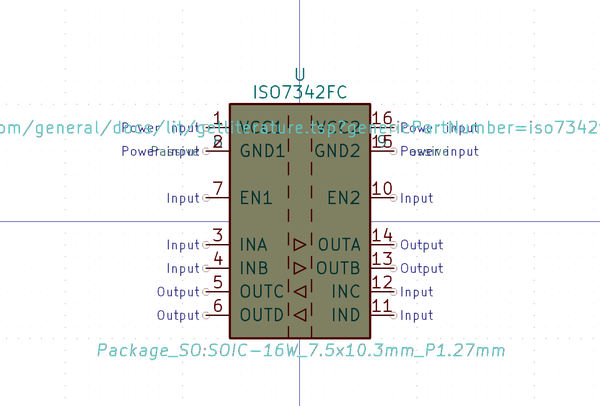 U
ISO7342FC
om/general/docs/lit/getliterature.tsp?genericPartNumber=iso7342f
Power input 1 VCC1 VCC2 16 Power input
Power input 2 GND1 GND2 15 Power input
Input 7 EN1 EN2 10 Input
Input 3 INA OUTA 14 Output
Input 4 INB OUTB 13 Output
Output 5 OUTC INC 12 Input
Output 6 OUTD IND 11 Input
Package_SO:SOIC-16W_7.5x10.3mm_P1.27mm